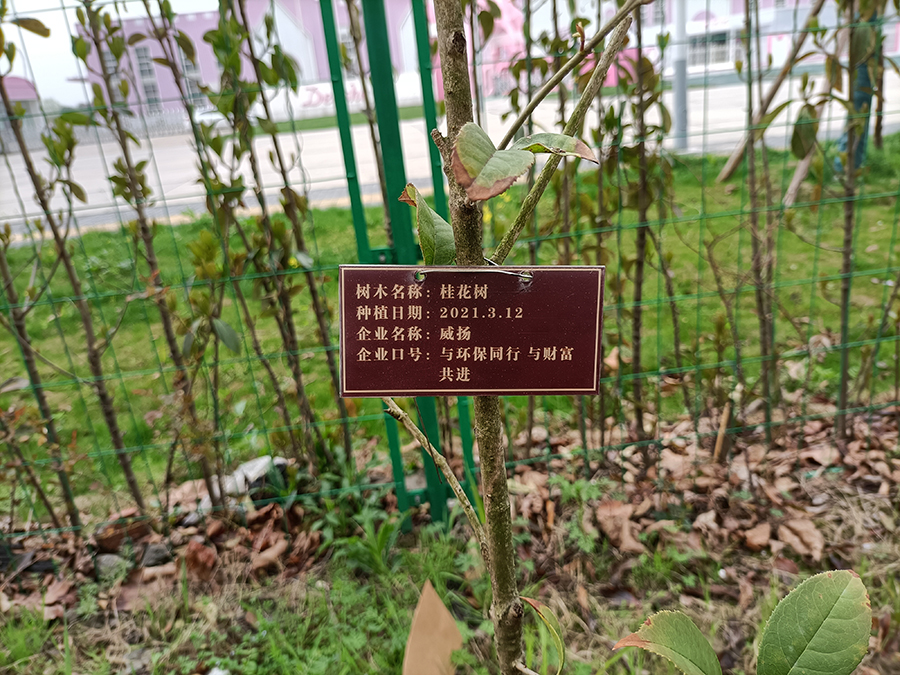 树木名称：桂花树
种植日期：2021.3.12
企业名称：威扬
企业口号：与环保同行 与财富
共进